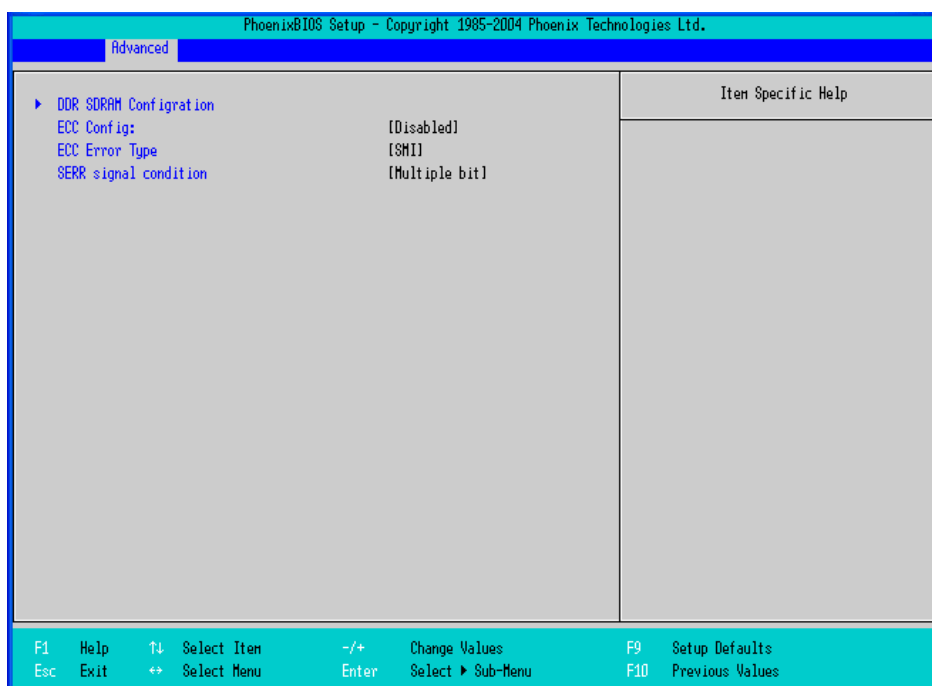 PhoenixBIOS Setup - Copyright 1985-2004 Phoenix Technologies Ltd.
Advanced
Item Specific Help
▶ DDR SDRAM Configration
ECC Config: [Disabled]
ECC Error Type [SMI]
SERR signal condition [Multiple bit]
F1 Help ↑↓ Select Item -/+ Change Values F9 Setup Defaults
Esc Exit ↔ Select Menu Enter Select ▶ Sub-Menu F10 Previous Values